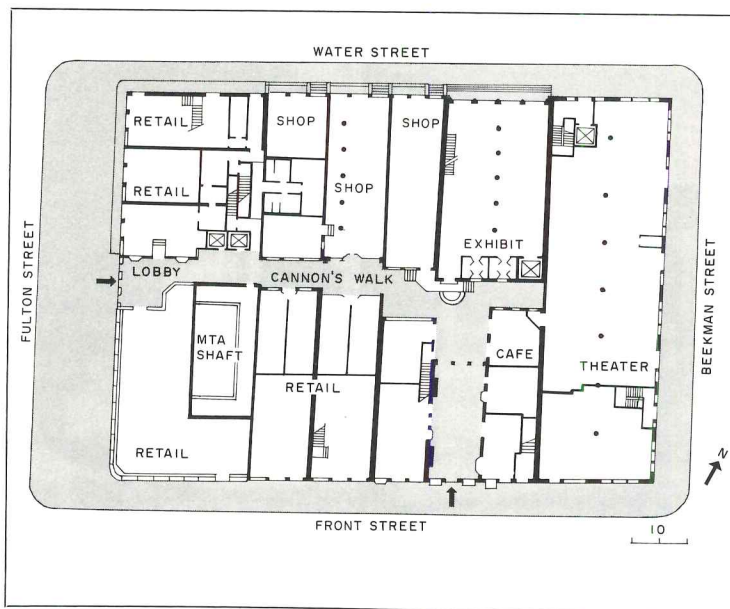 WATER STREET
RETAIL
SHOP
SHOP
RETAIL
SHOP
EXHIBIT
FULTON STREET
LOBBY
CANNON'S WALK
BEEKMAN STREET
MTA
SHAFT
CAFE
THEATER
RETAIL
RETAIL
N
FRONT STREET
10